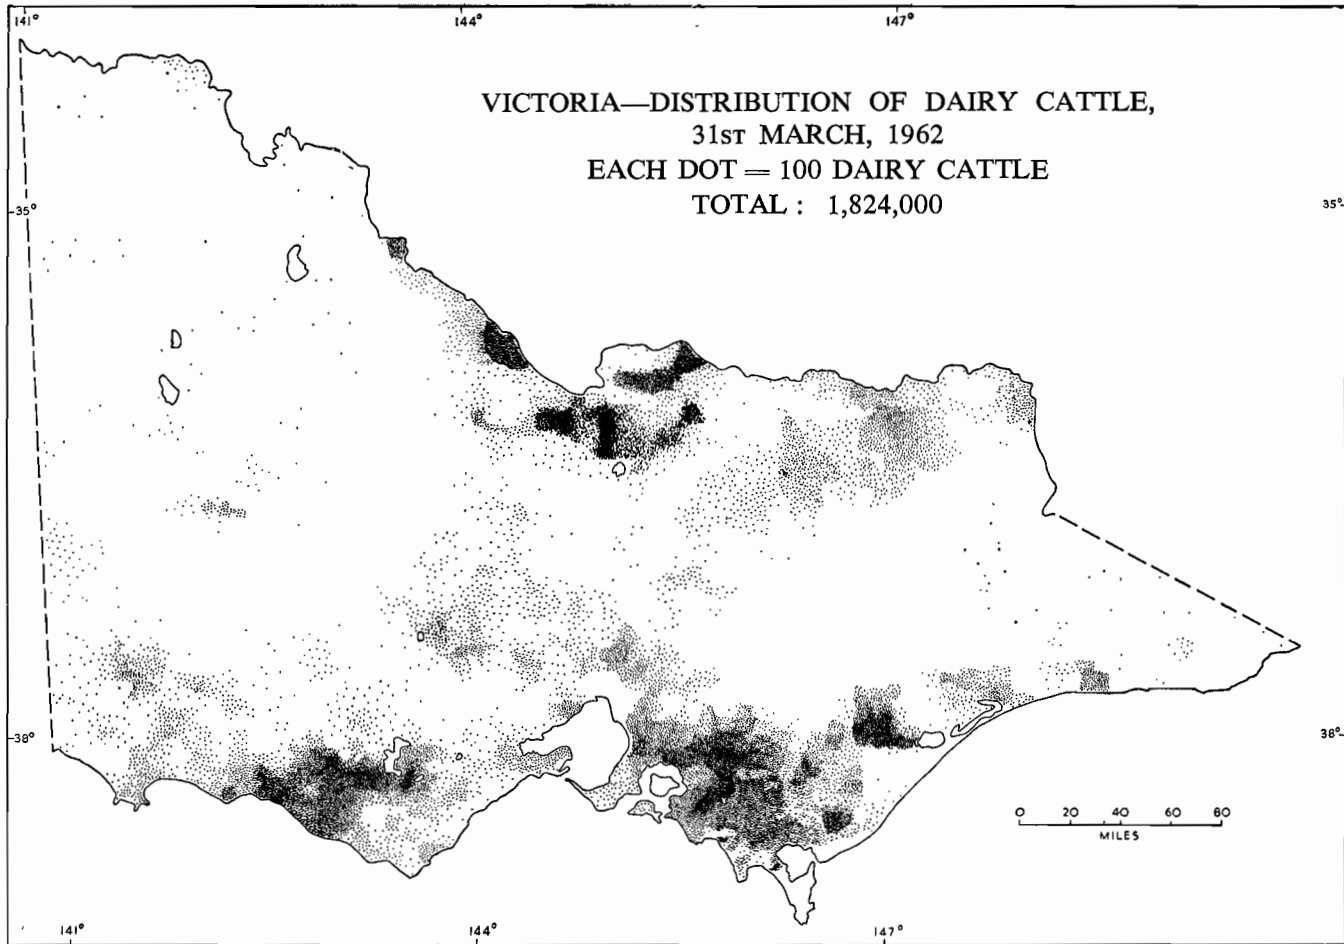 141° 144° 147°
VICTORIA—DISTRIBUTION OF DAIRY CATTLE,
31ST MARCH, 1962
EACH DOT = 100 DAIRY CATTLE
TOTAL : 1,824,000
35° 35°
38° 38°
0 20 40 60 80
MILES
141° 144° 147°